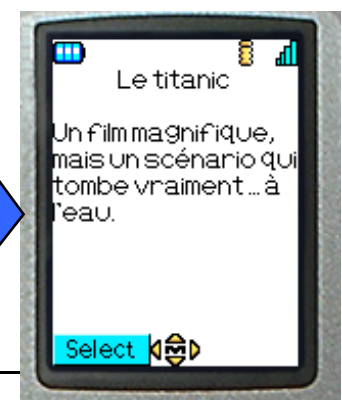 Le titanic
Un film magnifique,
mais un scénario qui
tombe vraiment ... à
l'eau.
Select